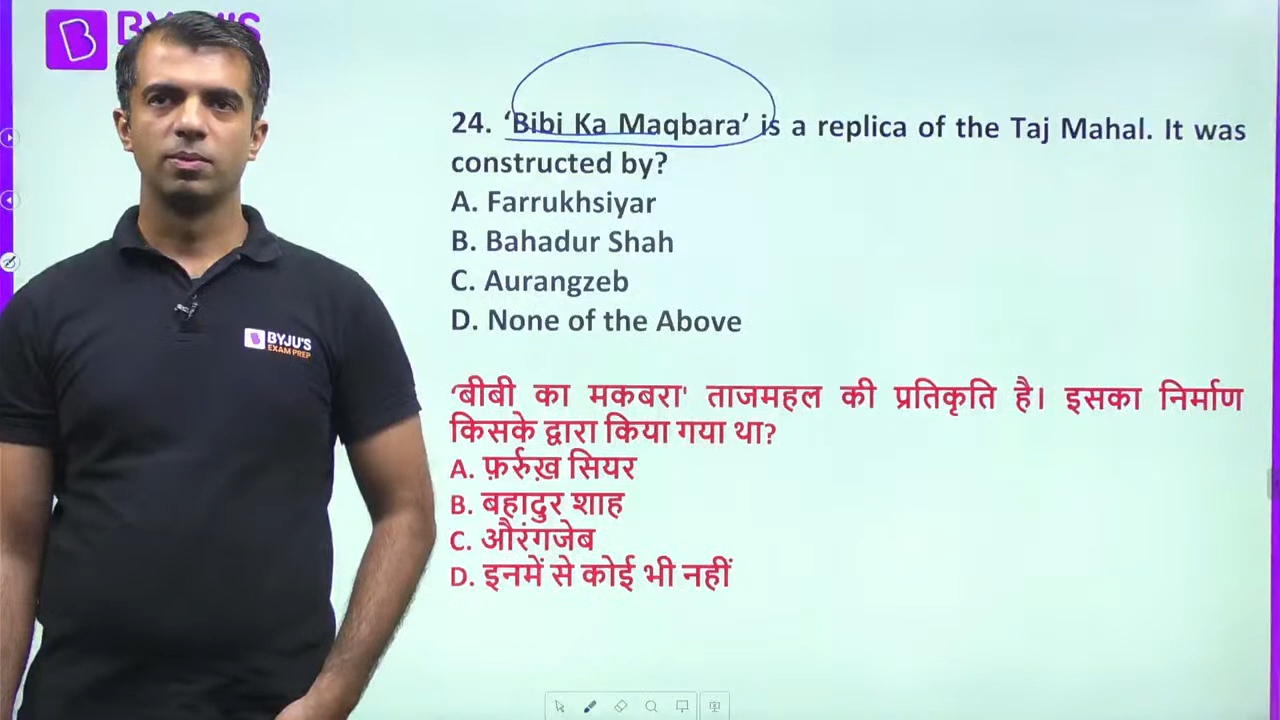 BYJU'S
24. ‘Bibi Ka Maqbara’ is a replica of the Taj Mahal. It was
constructed by?
A. Farrukhsiyar
B. Bahadur Shah
C. Aurangzeb
D. None of the Above
BYJU'S
EXAM PREP
‘बीबी का मकबरा' ताजमहल की प्रतिकृति है। इसका निर्माण
किसके द्वारा किया गया था?
A. फ़र्रुख़ सियर
B. बहादुर शाह
C. औरंगजेब
D. इनमें से कोई भी नहीं